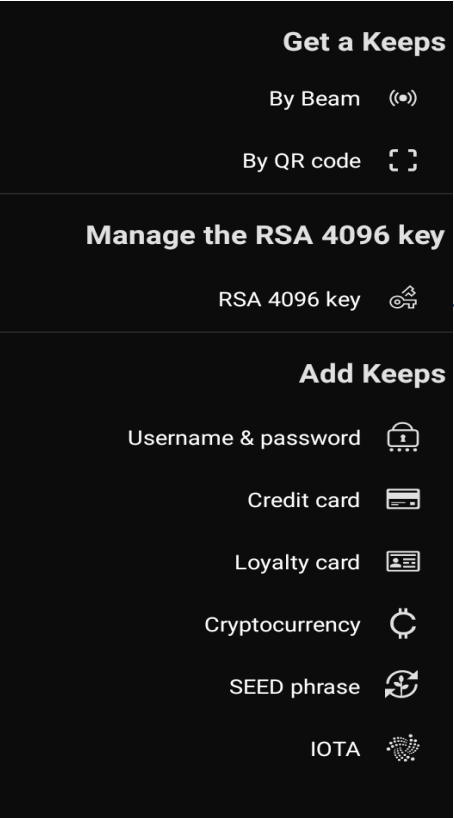 Get a Keeps
By Beam
By QR code
Manage the RSA 4096 key
RSA 4096 key
Add Keeps
Username & password
Credit card
Loyalty card
Cryptocurrency
SEED phrase
IOTA